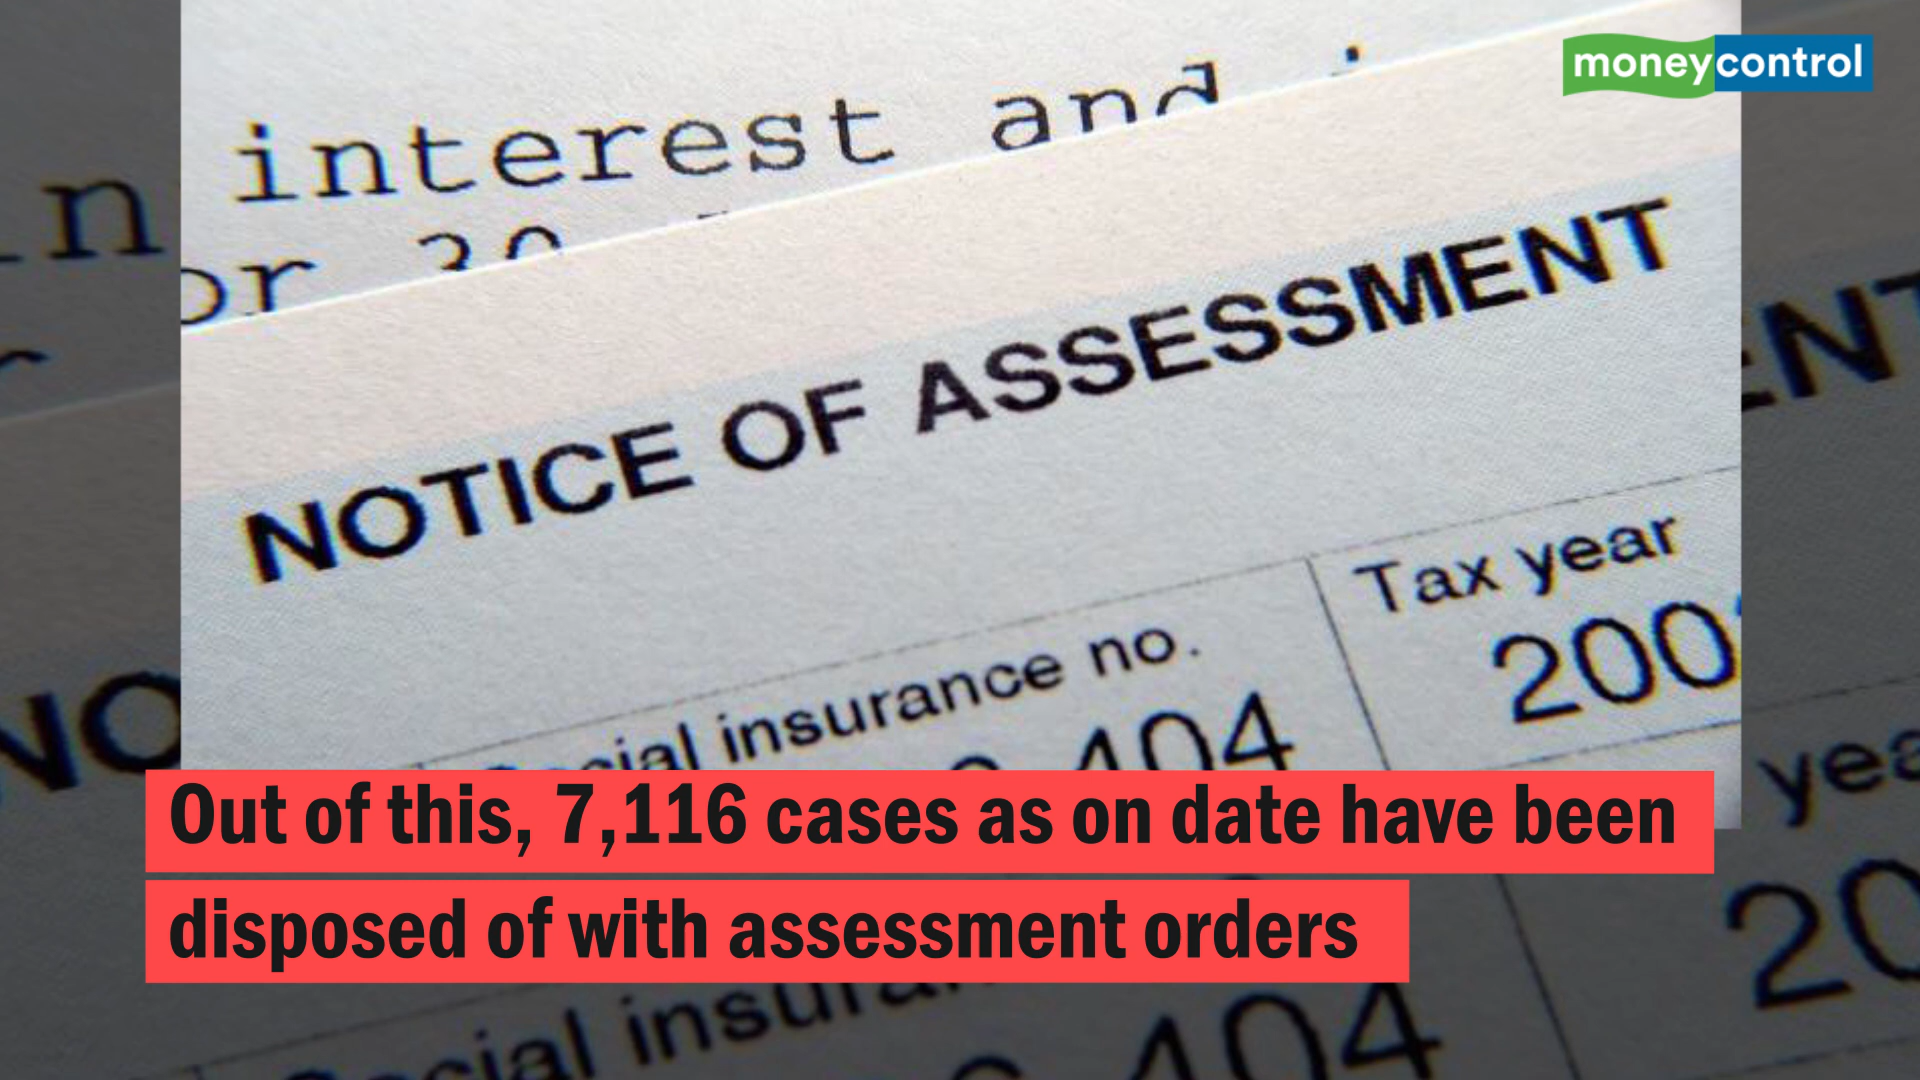 moneycontrol
interest and
NOTICE OF ASSESSMENT
Tax year
insurance no.
404
Out of this, 7,116 cases as on date have been
disposed of with assessment orders